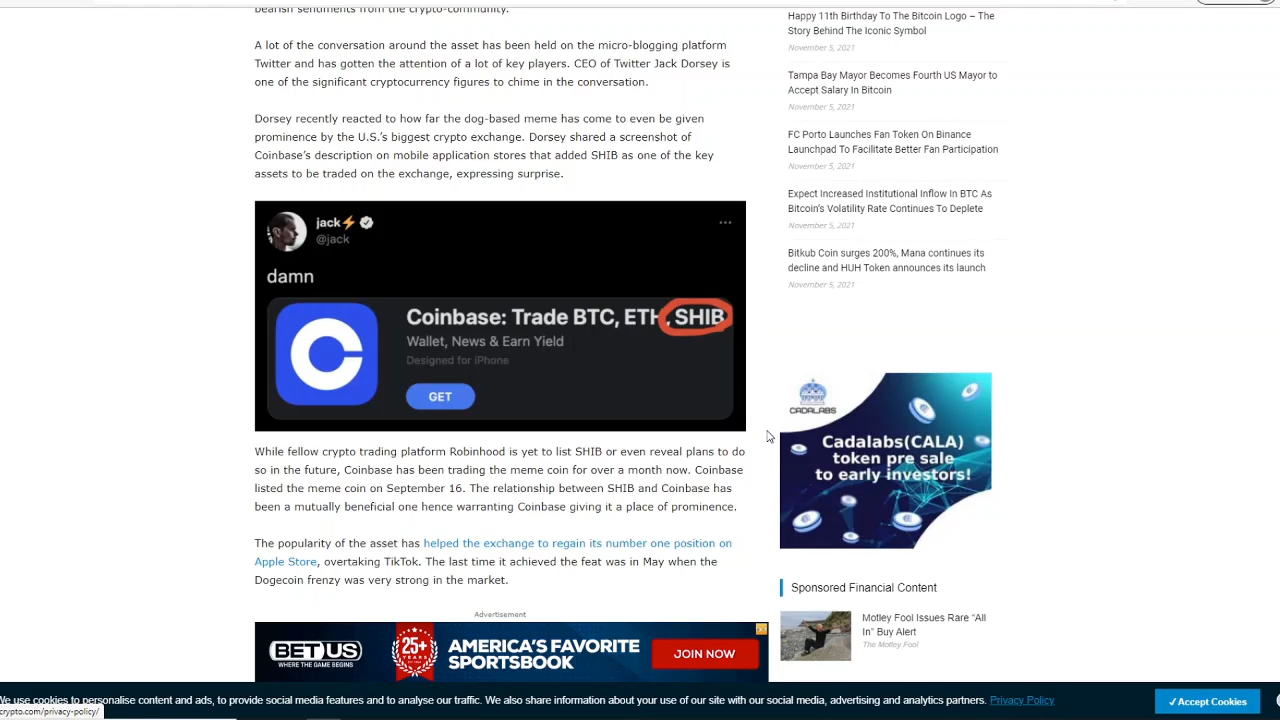 bearish sentiments from the crypto-community.
A lot of the conversation around the asset has been held on the micro-blogging platform
Twitter and has gotten the attention of a lot of key players. CEO of Twitter Jack Dorsey is
one of the significant cryptocurrency figures to chime in the conversation.
Dorsey recently reacted to how far the dog-based meme has come to even be given
prominence by the U.S.'s biggest crypto exchange. Dorsey shared a screenshot of
Coinbase's description on mobile application stores that added SHIB as one of the key
assets to be traded on the exchange, expressing surprise.
jack⚡
@jack
damn
Coinbase: Trade BTC, ETH, SHIB
Wallet, News & Earn Yield
Designed for iPhone
GET
While fellow crypto trading platform Robinhood is yet to list SHIB or even reveal plans to do
so in the future, Coinbase has been trading the meme coin for over a month now. Coinbase
listed the meme coin on September 16. The relationship between SHIB and Coinbase has
been a mutually beneficial one hence warranting Coinbase giving it a place of prominence.
The popularity of the asset has helped the exchange to regain its number one position on
Apple Store, overtaking TikTok. The last time it achieved the feat was in May when the
Dogecoin frenzy was very strong in the market.
Advertisement
BETUS
WHERE THE GAME BEGINS
25+
YEARS
AMERICA'S FAVORITE
SPORTSBOOK
JOIN NOW
Happy 11th Birthday To The Bitcoin Logo – The
Story Behind The Iconic Symbol
November 5, 2021
Tampa Bay Mayor Becomes Fourth US Mayor to
Accept Salary In Bitcoin
November 5, 2021
FC Porto Launches Fan Token On Binance
Launchpad To Facilitate Better Fan Participation
November 5, 2021
Expect Increased Institutional Inflow In BTC As
Bitcoin's Volatility Rate Continues To Deplete
November 5, 2021
Bitkub Coin surges 200%, Mana continues its
decline and HUH Token announces its launch
November 5, 2021
CADALABS
Cadalabs(CALA)
token pre sale
to early investors!
Sponsored Financial Content
Motley Fool Issues Rare “All
In” Buy Alert
The Motley Fool
We use cookies to personalise content and ads, to provide social media features and to analyse our traffic. We also share information about your use of our site with our social media, advertising and analytics partners. Privacy Policy
✓Accept Cookies
crypto.com/privacy-policy/